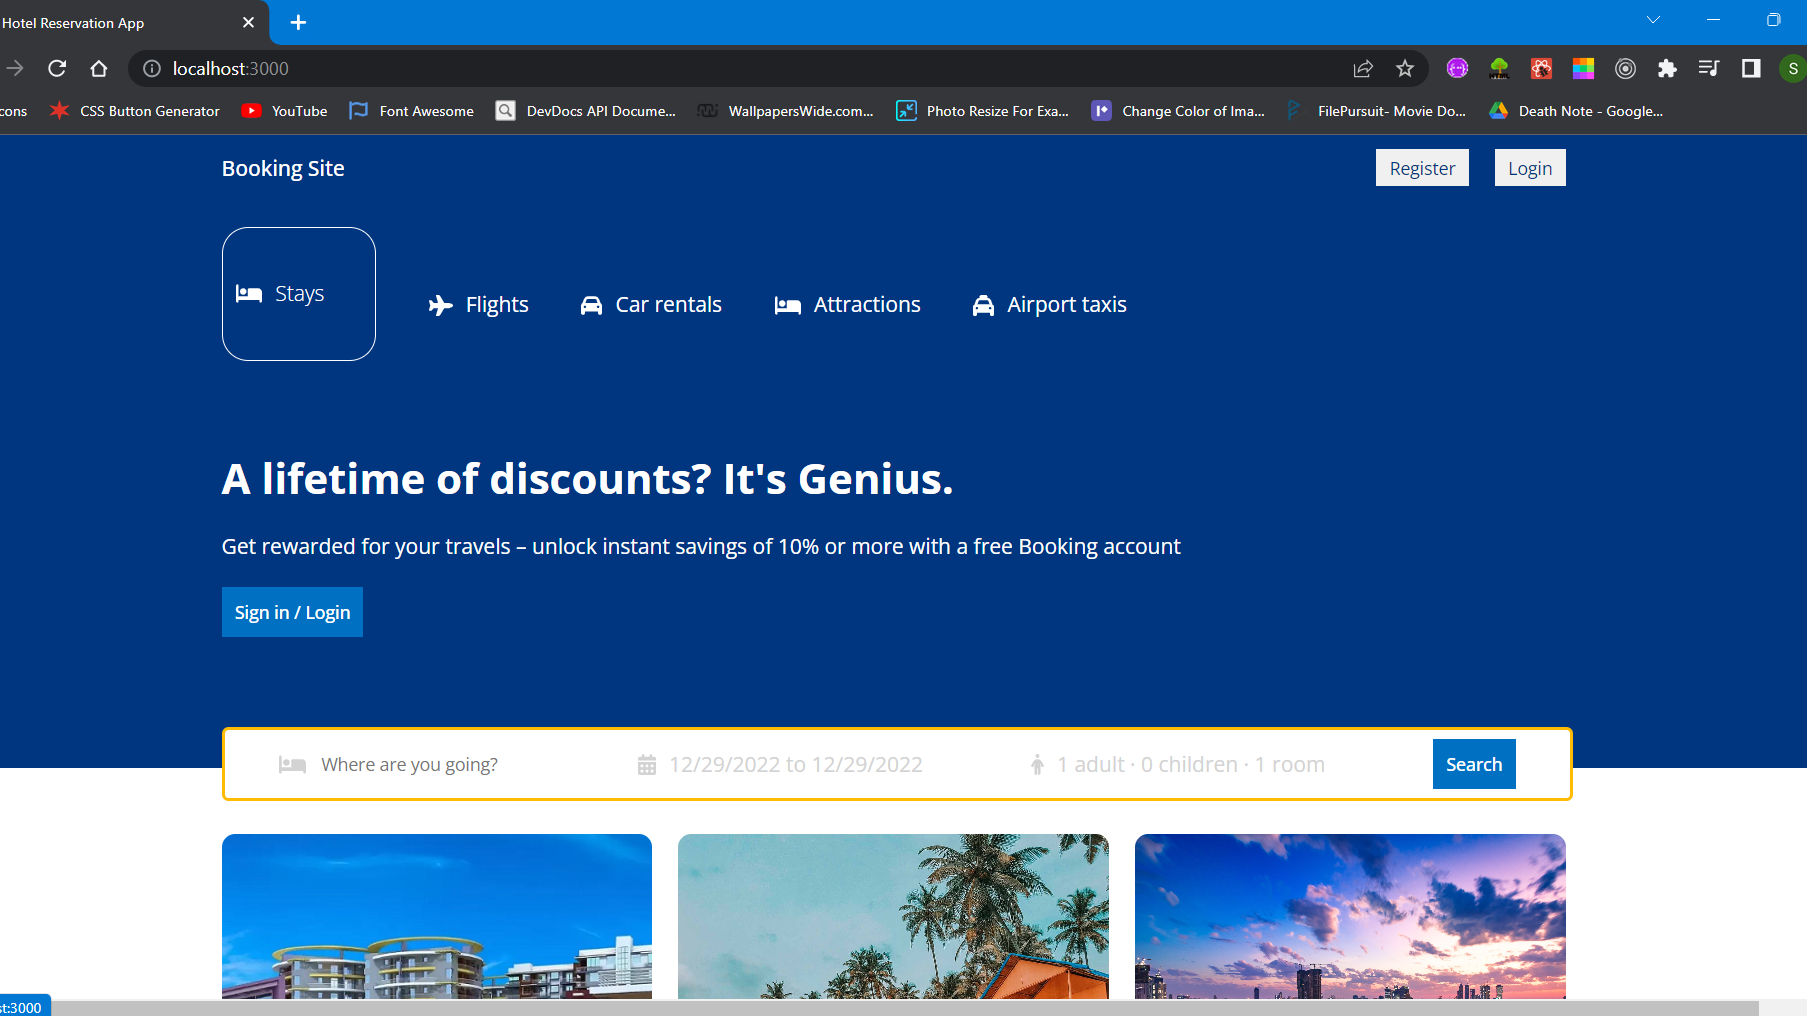 Hotel Reservation App
localhost:3000
S
cons CSS Button Generator YouTube Font Awesome DevDocs API Docume... WallpapersWide.com... Photo Resize For Exa... Change Color of Ima... FilePursuit- Movie Do... Death Note - Google...
Booking Site Register Login
Stays Flights Car rentals Attractions Airport taxis
A lifetime of discounts? It's Genius.
Get rewarded for your travels – unlock instant savings of 10% or more with a free Booking account
Sign in / Login
Where are you going? 12/29/2022 to 12/29/2022 1 adult · 0 children · 1 room Search
st:3000